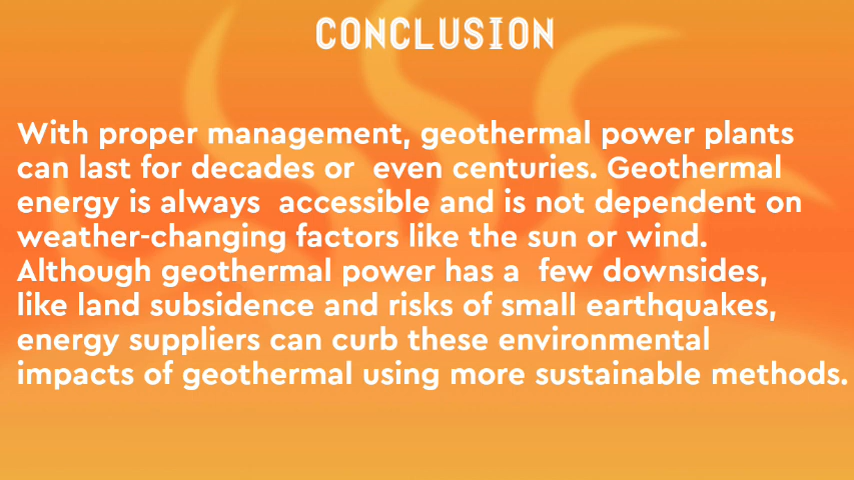 CONCLUSION
With proper management, geothermal power plants
can last for decades or  even centuries. Geothermal
energy is always  accessible and is not dependent on
weather-changing factors like the sun or wind.
Although geothermal power has a  few downsides,
like land subsidence and risks of small earthquakes,
energy suppliers can curb these environmental
impacts of geothermal using more sustainable methods.